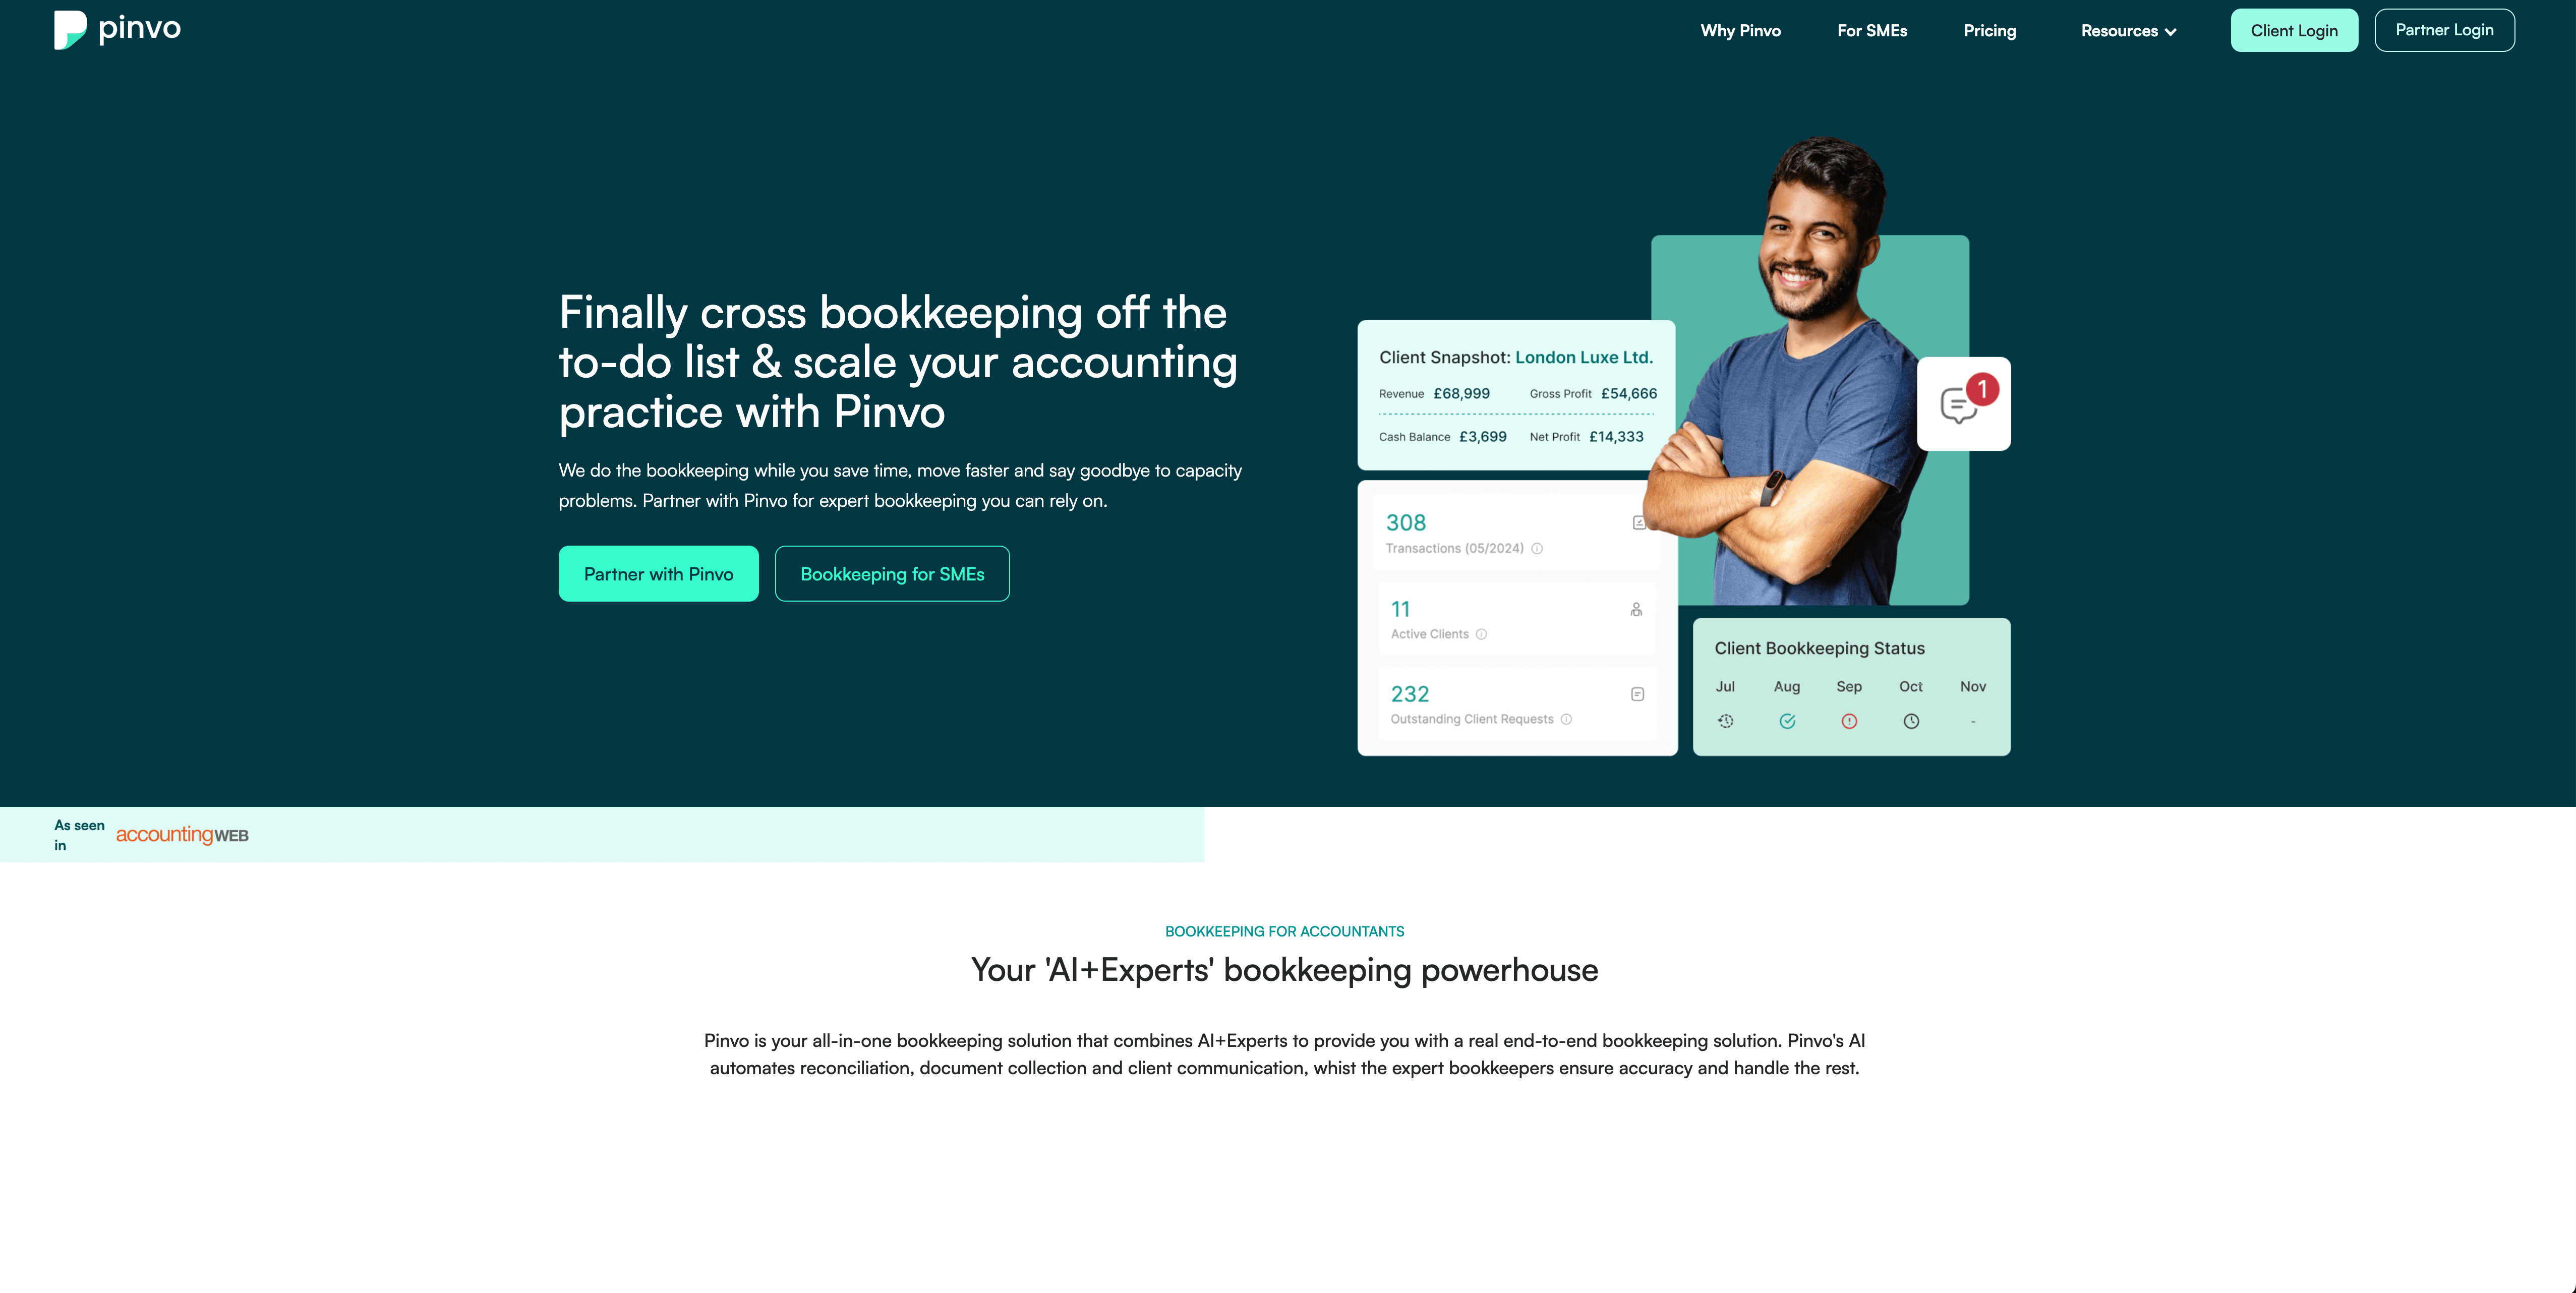 pinvo
Why Pinvo
For SMEs
Pricing
Resources
Client Login
Partner Login
Finally cross bookkeeping off the
to-do list & scale your accounting
practice with Pinvo
We do the bookkeeping while you save time, move faster and say goodbye to capacity
problems. Partner with Pinvo for expert bookkeeping you can rely on.
Partner with Pinvo
Bookkeeping for SMEs
Client Snapshot: London Luxe Ltd.
Revenue £68,999 Gross Profit £54,666
Cash Balance £3,699 Net Profit £14,333
1
308
Transactions (05/2024)
11
Active Clients
232
Outstanding Client Requests
Client Bookkeeping Status
Jul Aug Sep Oct Nov
-
As seen
in
accountingWEB
BOOKKEEPING FOR ACCOUNTANTS
Your 'AI+Experts' bookkeeping powerhouse
Pinvo is your all-in-one bookkeeping solution that combines AI+Experts to provide you with a real end-to-end bookkeeping solution. Pinvo's AI
automates reconciliation, document collection and client communication, whist the expert bookkeepers ensure accuracy and handle the rest.